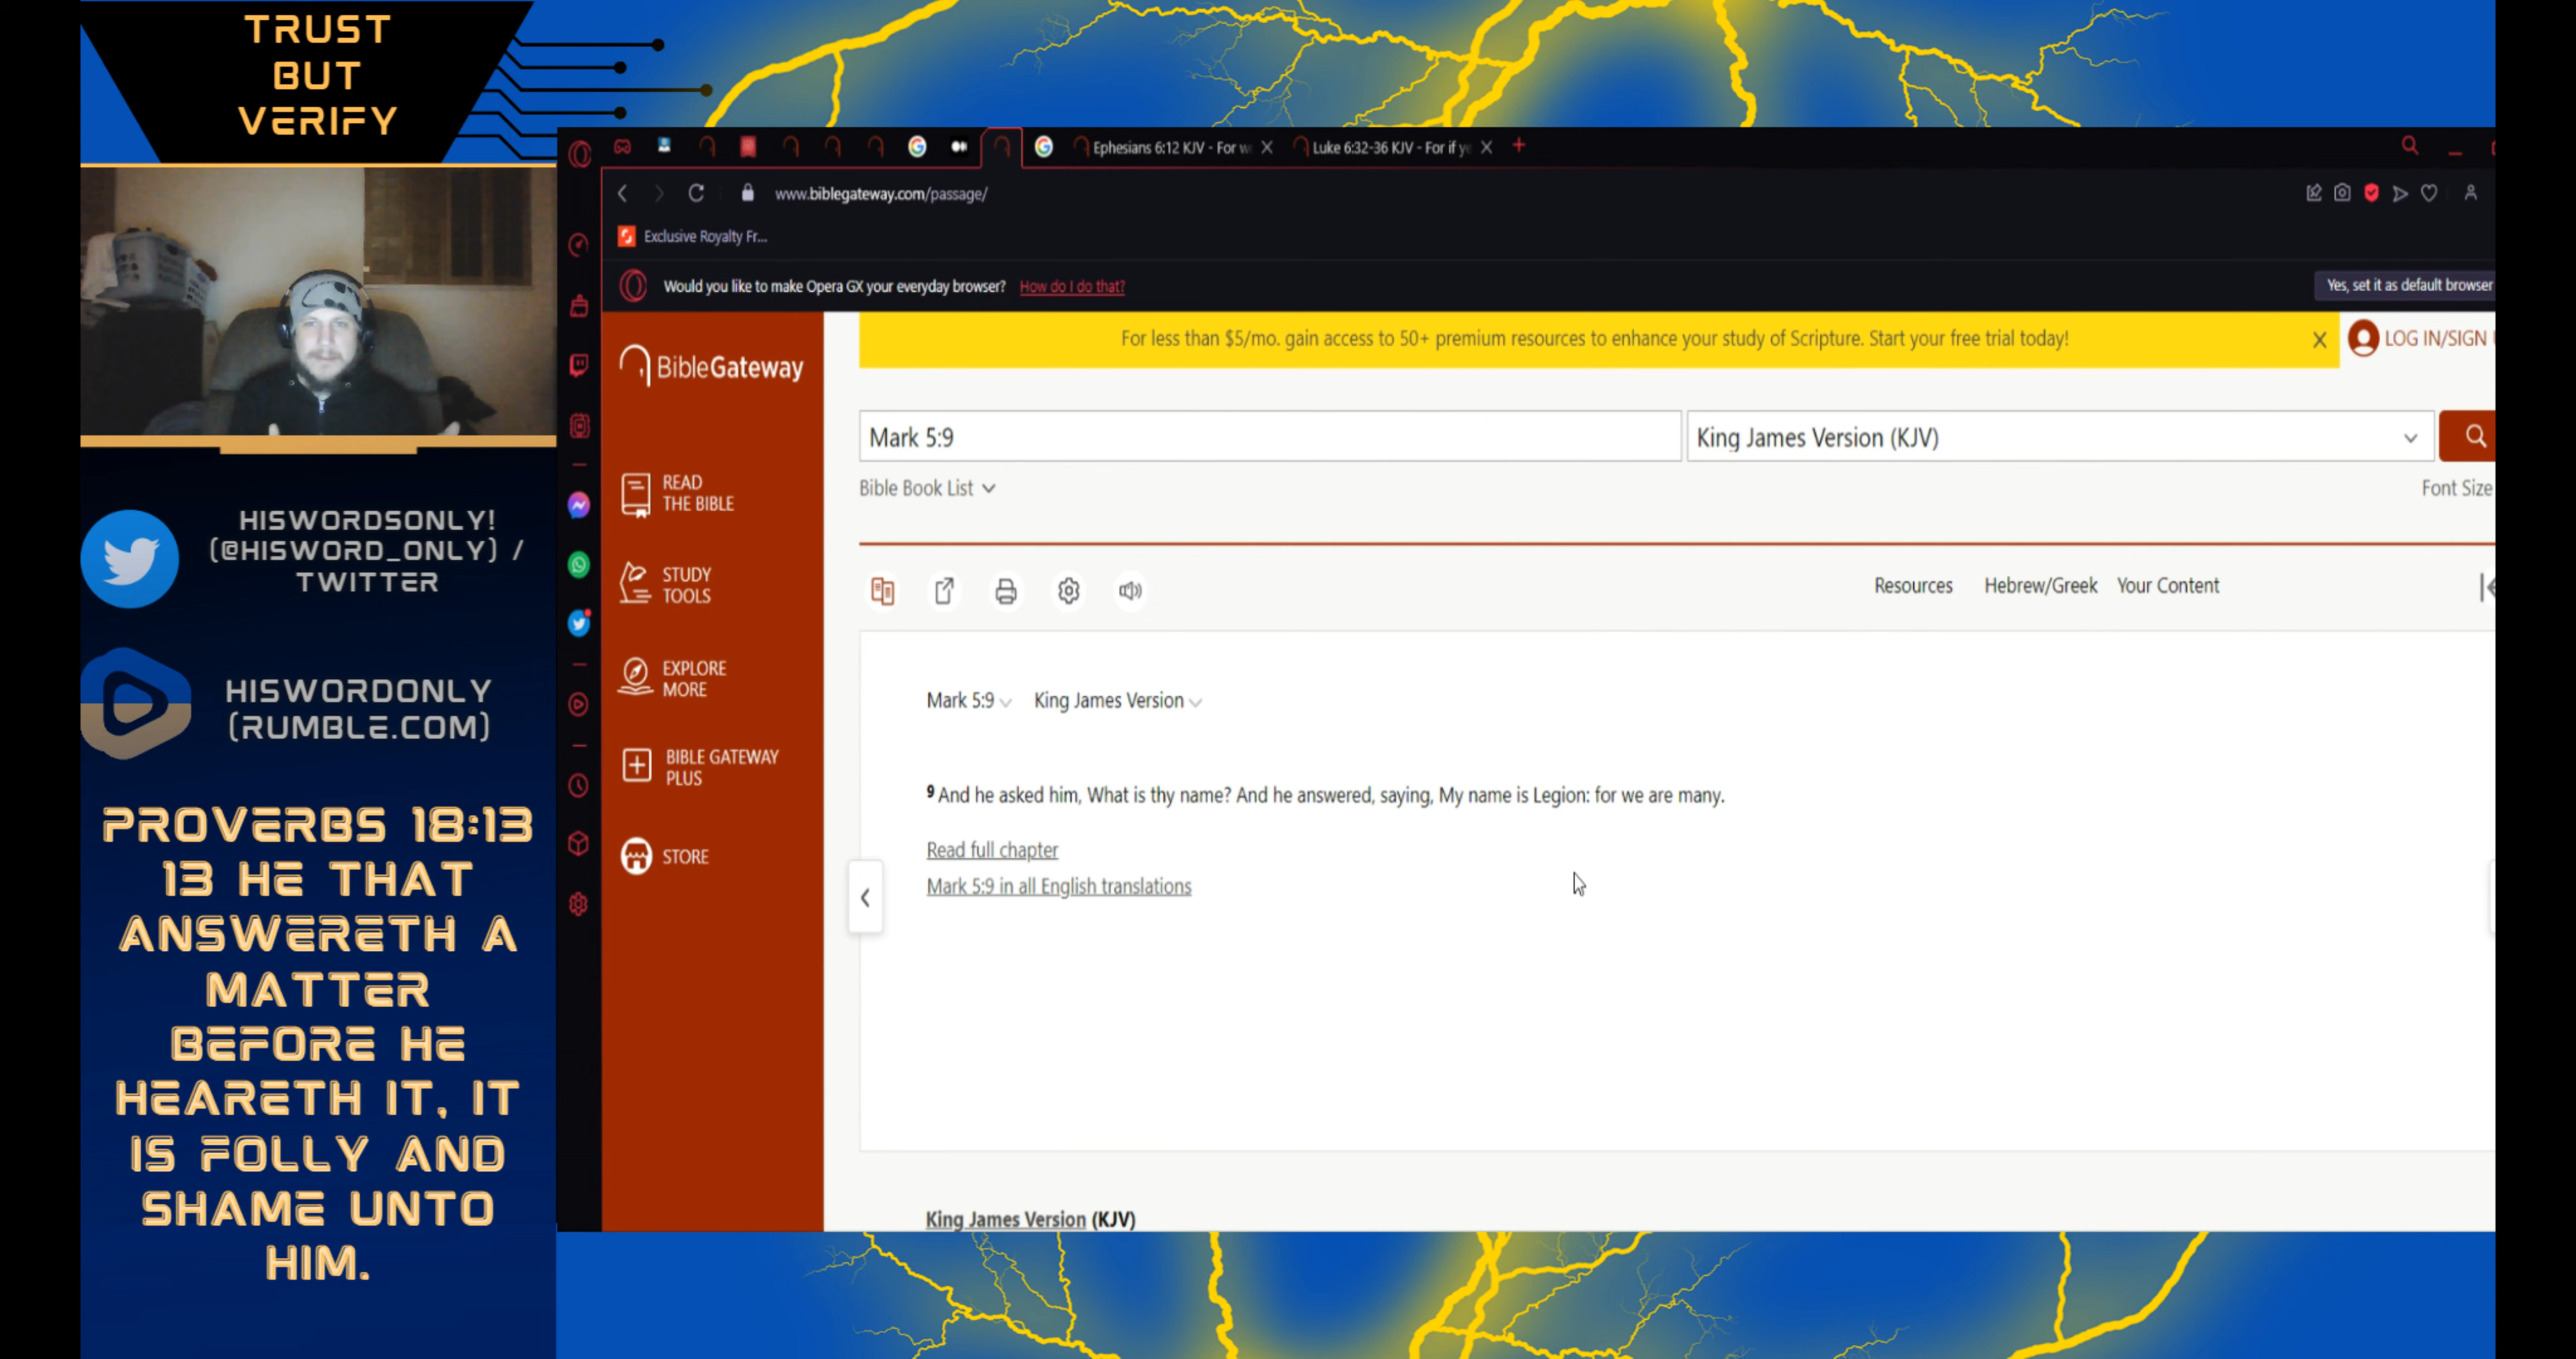 TRUST
BUT
VERIFY
HISWORDSONLY!
(@HISWORD_ONLY) /
TWITTER
HISWORDONLY
(RUMBLE.COM)
PROVERBS 18:13
13 HE THAT
ANSWERETH A
MATTER
BEFORE HE
HEARETH IT, IT
IS FOLLY AND
SHAME UNTO
HIM.
Ephesians 6:12 KJV - For w
Luke 6:32-36 KJV - For if y
www.biblegateway.com/passage/
Exclusive Royalty Fr...
Would you like to make Opera GX your everyday browser? How do I do that?
Yes, set it as default browser
BibleGateway
READ
THE BIBLE
STUDY
TOOLS
EXPLORE
MORE
BIBLE GATEWAY
PLUS
STORE
For less than $5/mo. gain access to 50+ premium resources to enhance your study of Scripture. Start your free trial today!
LOG IN/SIGN
Mark 5:9
King James Version (KJV)
Bible Book List
Font Size
Resources Hebrew/Greek Your Content
Mark 5:9 King James Version
9 And he asked him, What is thy name? And he answered, saying, My name is Legion: for we are many.
Read full chapter
Mark 5:9 in all English translations
King James Version (KJV)